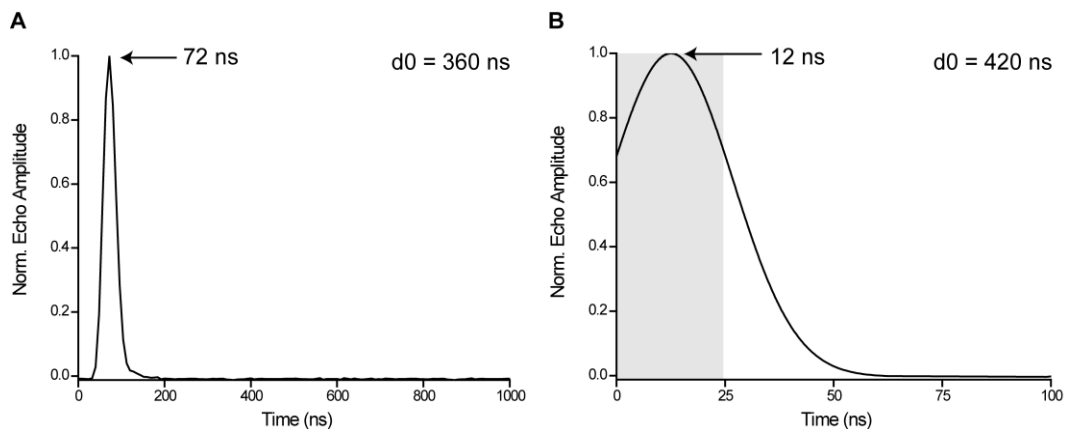 A
72 ns
d0 = 360 ns
Norm. Echo Amplitude
1.0
0.8
0.6
0.4
0.2
0.0
0
200
400
600
800
1000
Time (ns)
B
12 ns
d0 = 420 ns
Norm. Echo Amplitude
1.0
0.8
0.6
0.4
0.2
0.0
0
25
50
75
100
Time (ns)